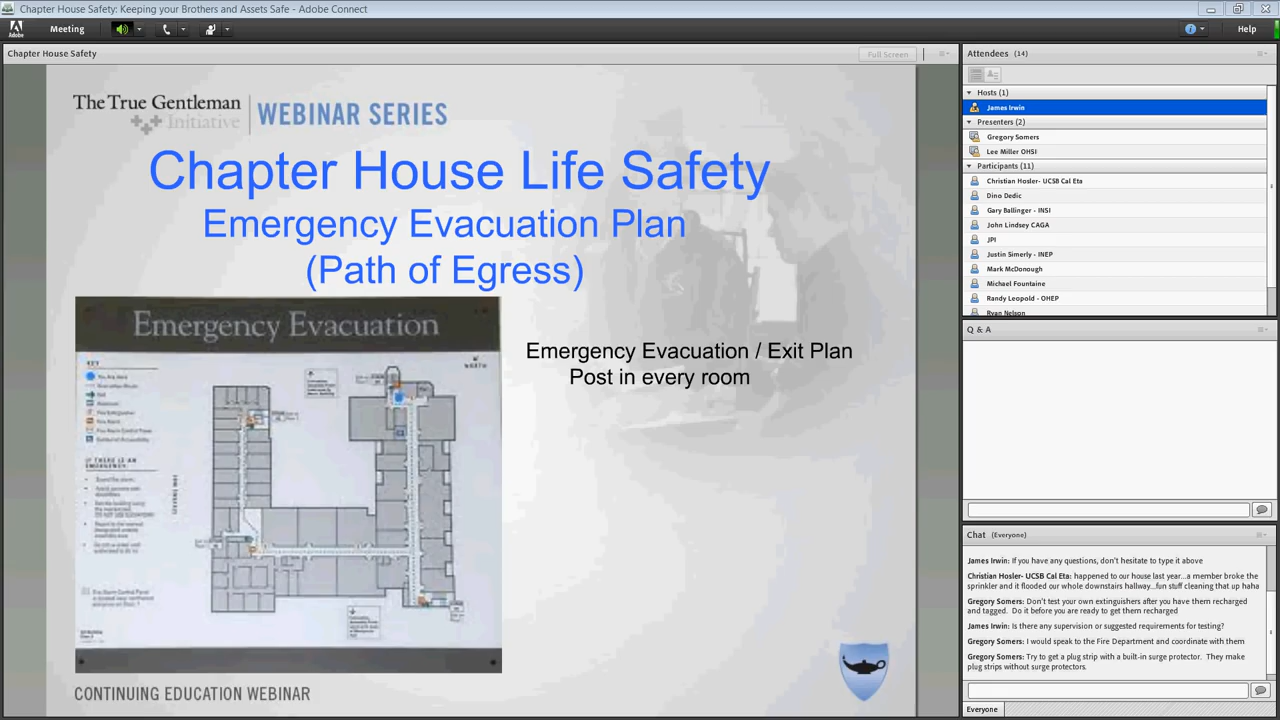 Chapter House Safety: Keeping your Brothers and Assets Safe - Adobe Connect
Adobe
Meeting
Help
Chapter House Safety
Full Screen
The True Gentleman
Initiative
WEBINAR SERIES
Chapter House Life Safety
Emergency Evacuation Plan
(Path of Egress)
Emergency Evacuation
KEY
NORTH
IF THERE IS AN
EMERGENCY:
Emergency Evacuation / Exit Plan
Post in every room
CONTINUING EDUCATION WEBINAR
Attendees (14)
Hosts (1)
James Irwin
Presenters (2)
Gregory Somers
Lee Miller OHSI
Participants (11)
Christian Hosler- UCSB Cal Eta
Dino Dedic
Gary Ballinger - INSI
John Lindsey CAGA
JPI
Justin Simerly - INEP
Mark McDonough
Michael Fountaine
Randy Leopold - OHEP
Ryan Nelson
Q & A
Chat (Everyone)
James Irwin: If you have any questions, don't hesitate to type it above
Christian Hosler- UCSB Cal Eta: happened to our house last year...a member broke the
sprinkler and it flooded our whole downstairs hallway...fun stuff cleaning that up haha
Gregory Somers: Don't test your own extinguishers after you have them recharged
and tagged. Do it before you are ready to get them recharged
James Irwin: Is there any supervision or suggested requirements for testing?
Gregory Somers: I would speak to the Fire Department and coordinate with them
Gregory Somers: Try to get a plug strip with a built-in surge protector. They make
plug strips without surge protectors.
Everyone